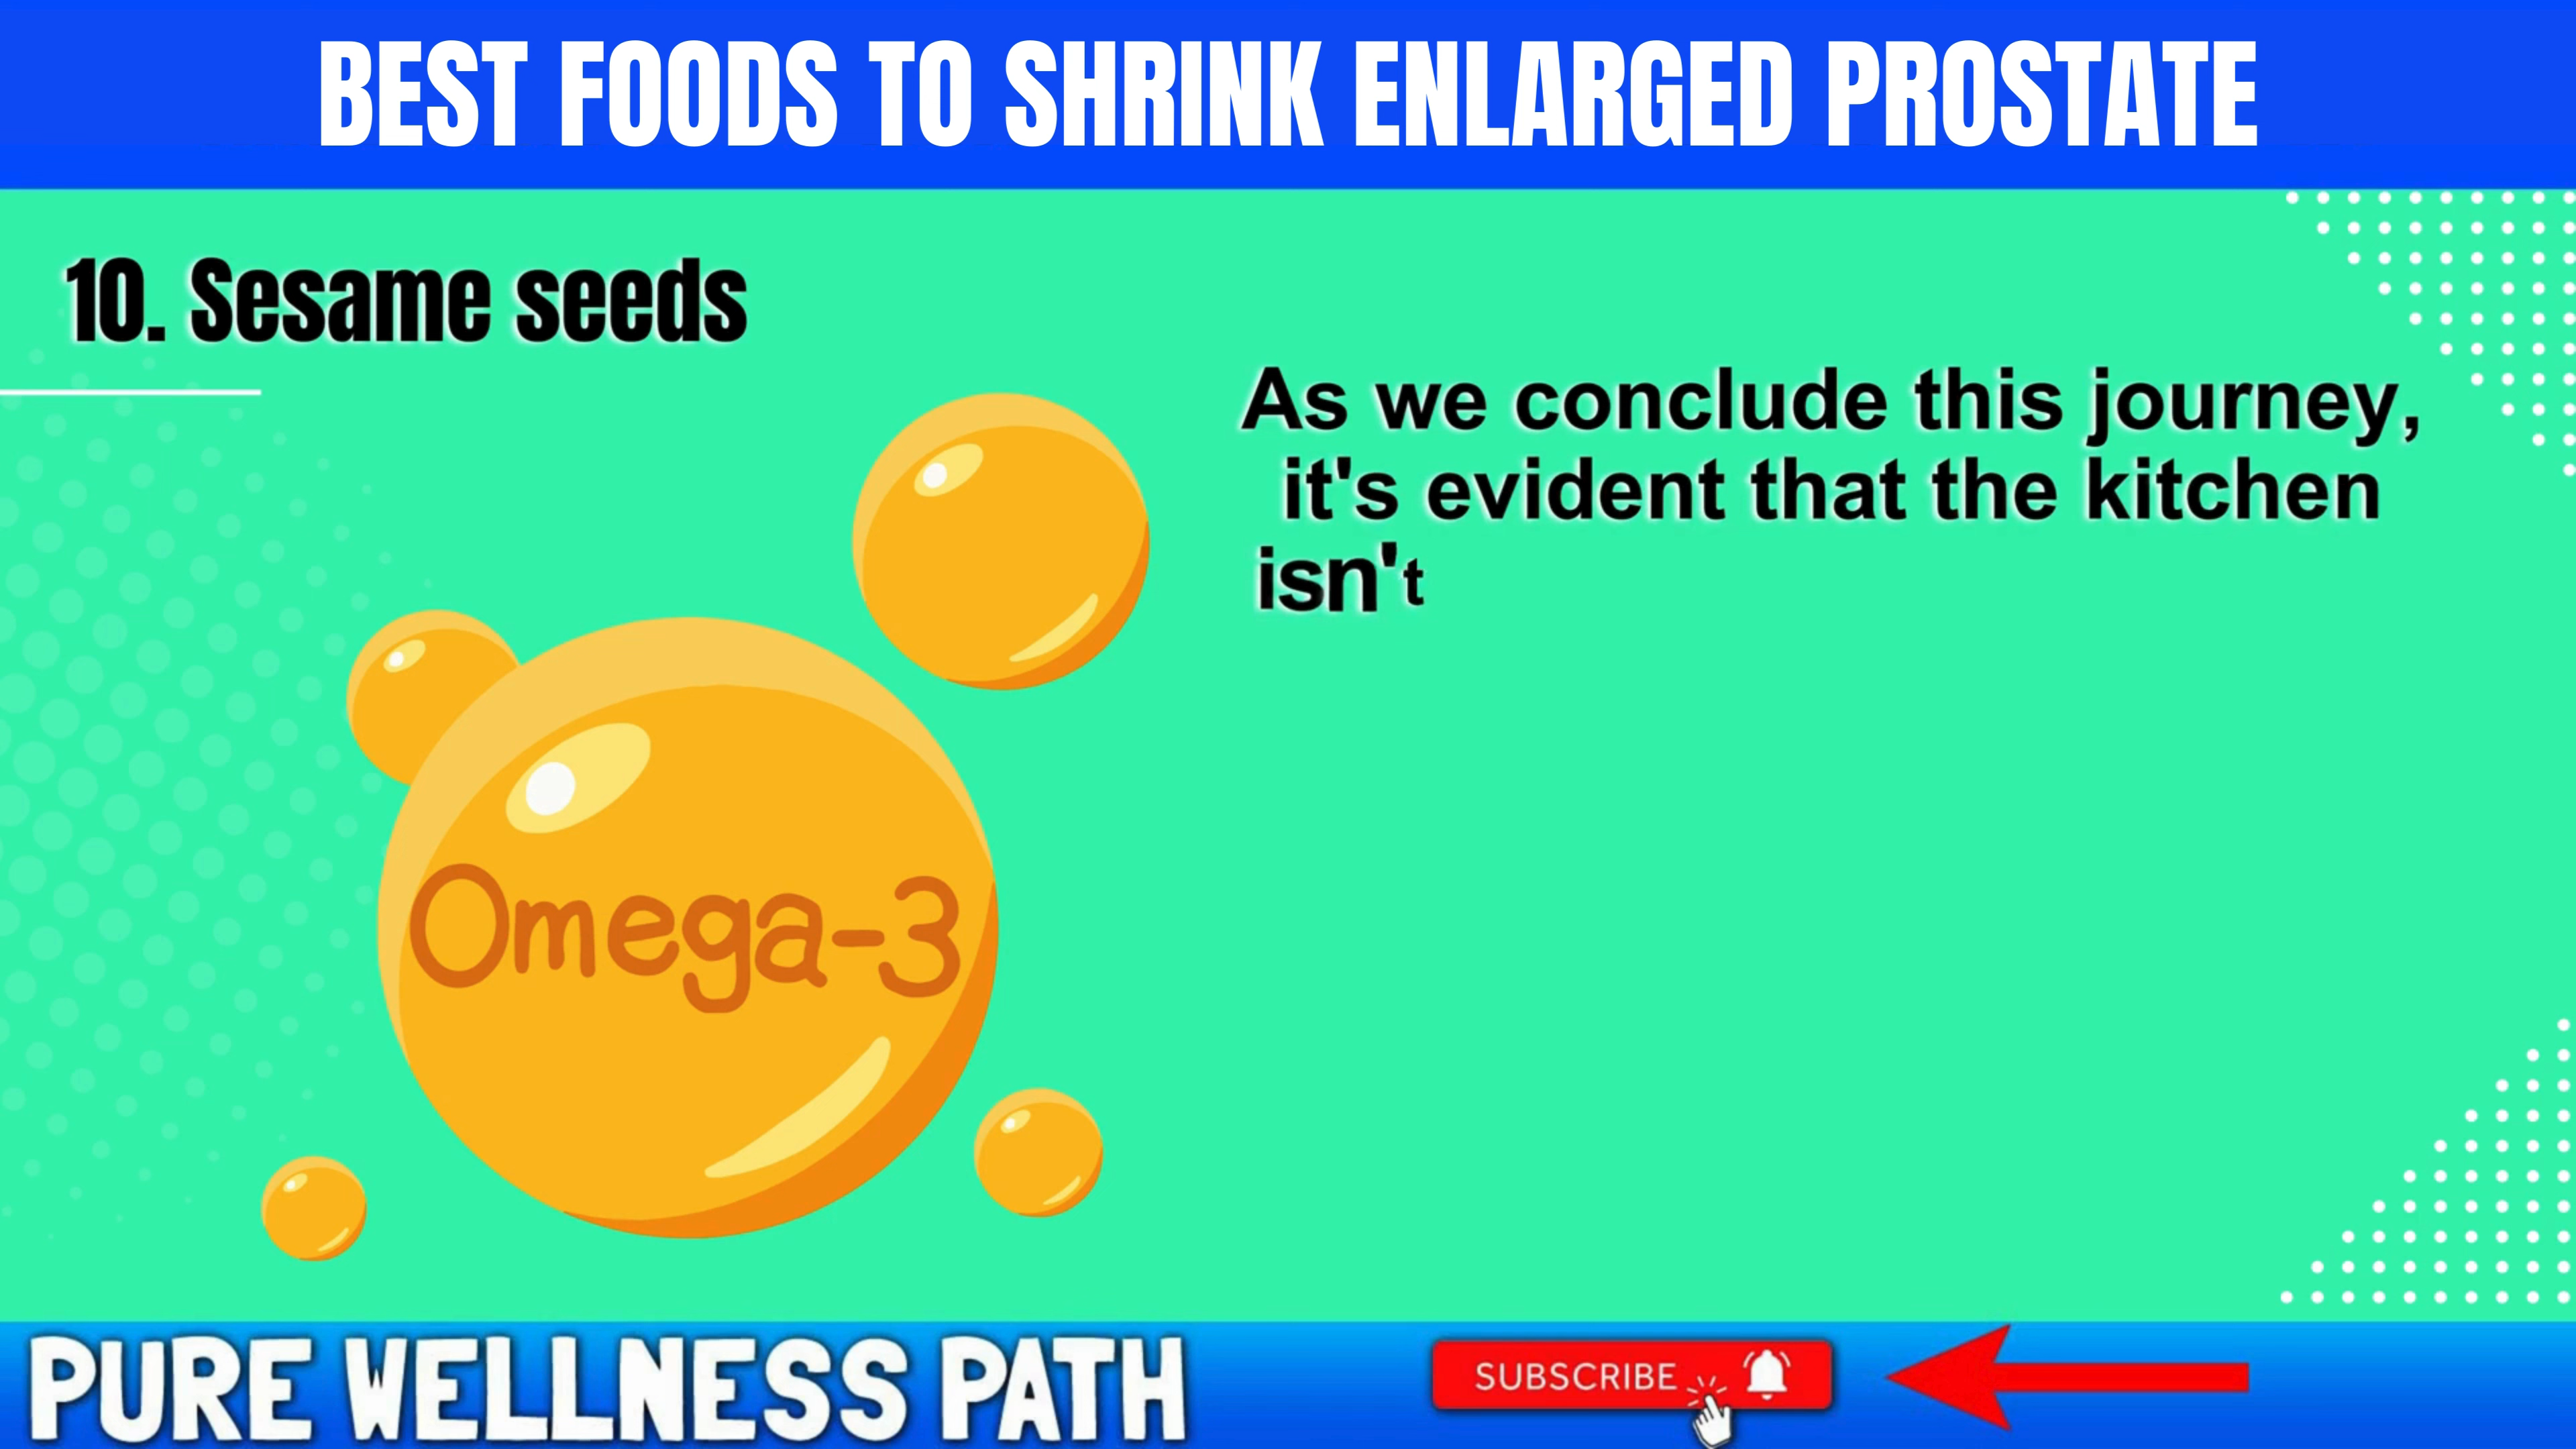 BEST FOODS TO SHRINK ENLARGED PROSTATE
10. Sesame seeds
As we conclude this journey,
it's evident that the kitchen
isn't
Omega-3
PURE WELLNESS PATH
SUBSCRIBE